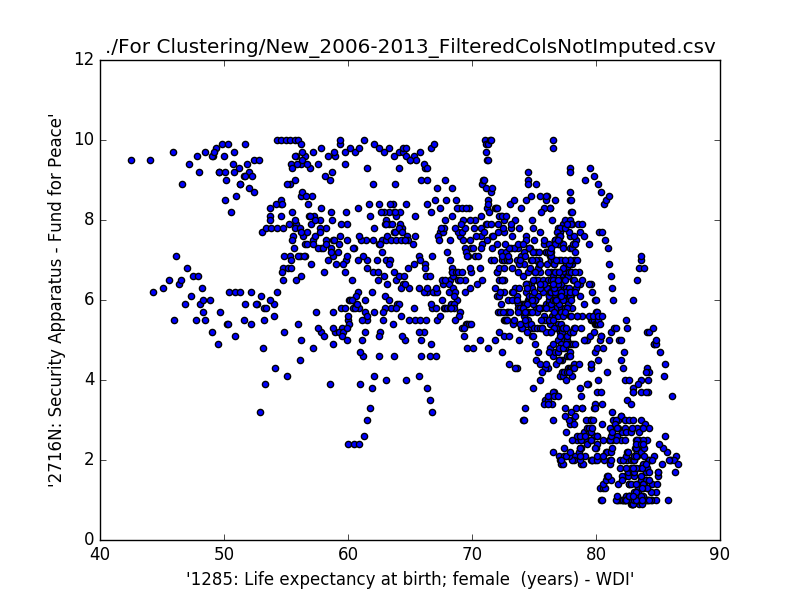 ./For Clustering/New_2006-2013_FilteredColsNotImputed.csv
12
10
8
6
4
2
0
'2716N: Security Apparatus - Fund for Peace'
40 50 60 70 80 90
'1285: Life expectancy at birth; female  (years) - WDI'